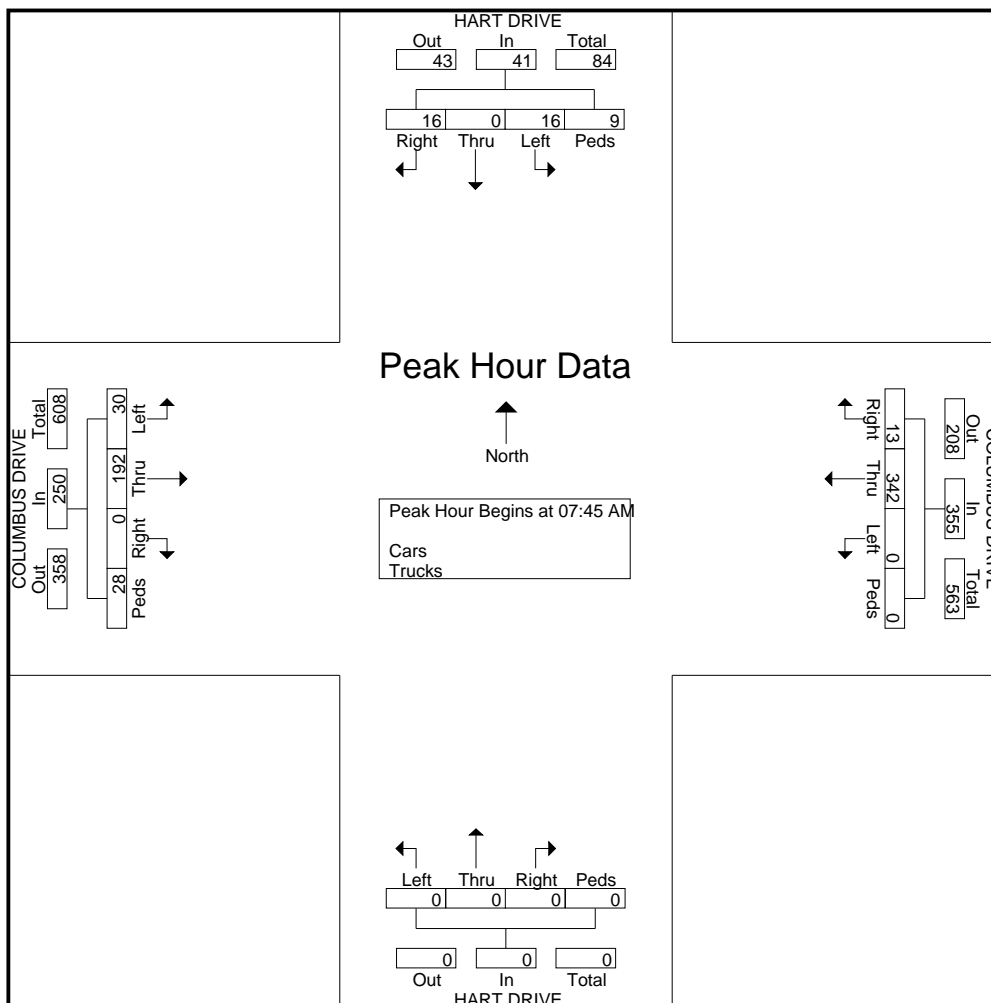 HART DRIVE
Out In Total
43 41 84
16 0 16 9
Right Thru Left Peds
Peak Hour Data
North
Peak Hour Begins at 07:45 AM
Cars
Trucks
COLUMBUS DRIVE
Out In Total
358 250 608
Peds Right Thru Left
28 0 192 30
COLUMBUS DRIVE
Out In Total
208 355 563
Right Thru Left Peds
13 342 0 0
Left Thru Right Peds
0 0 0 0
0 0 0
Out In Total
HART DRIVE